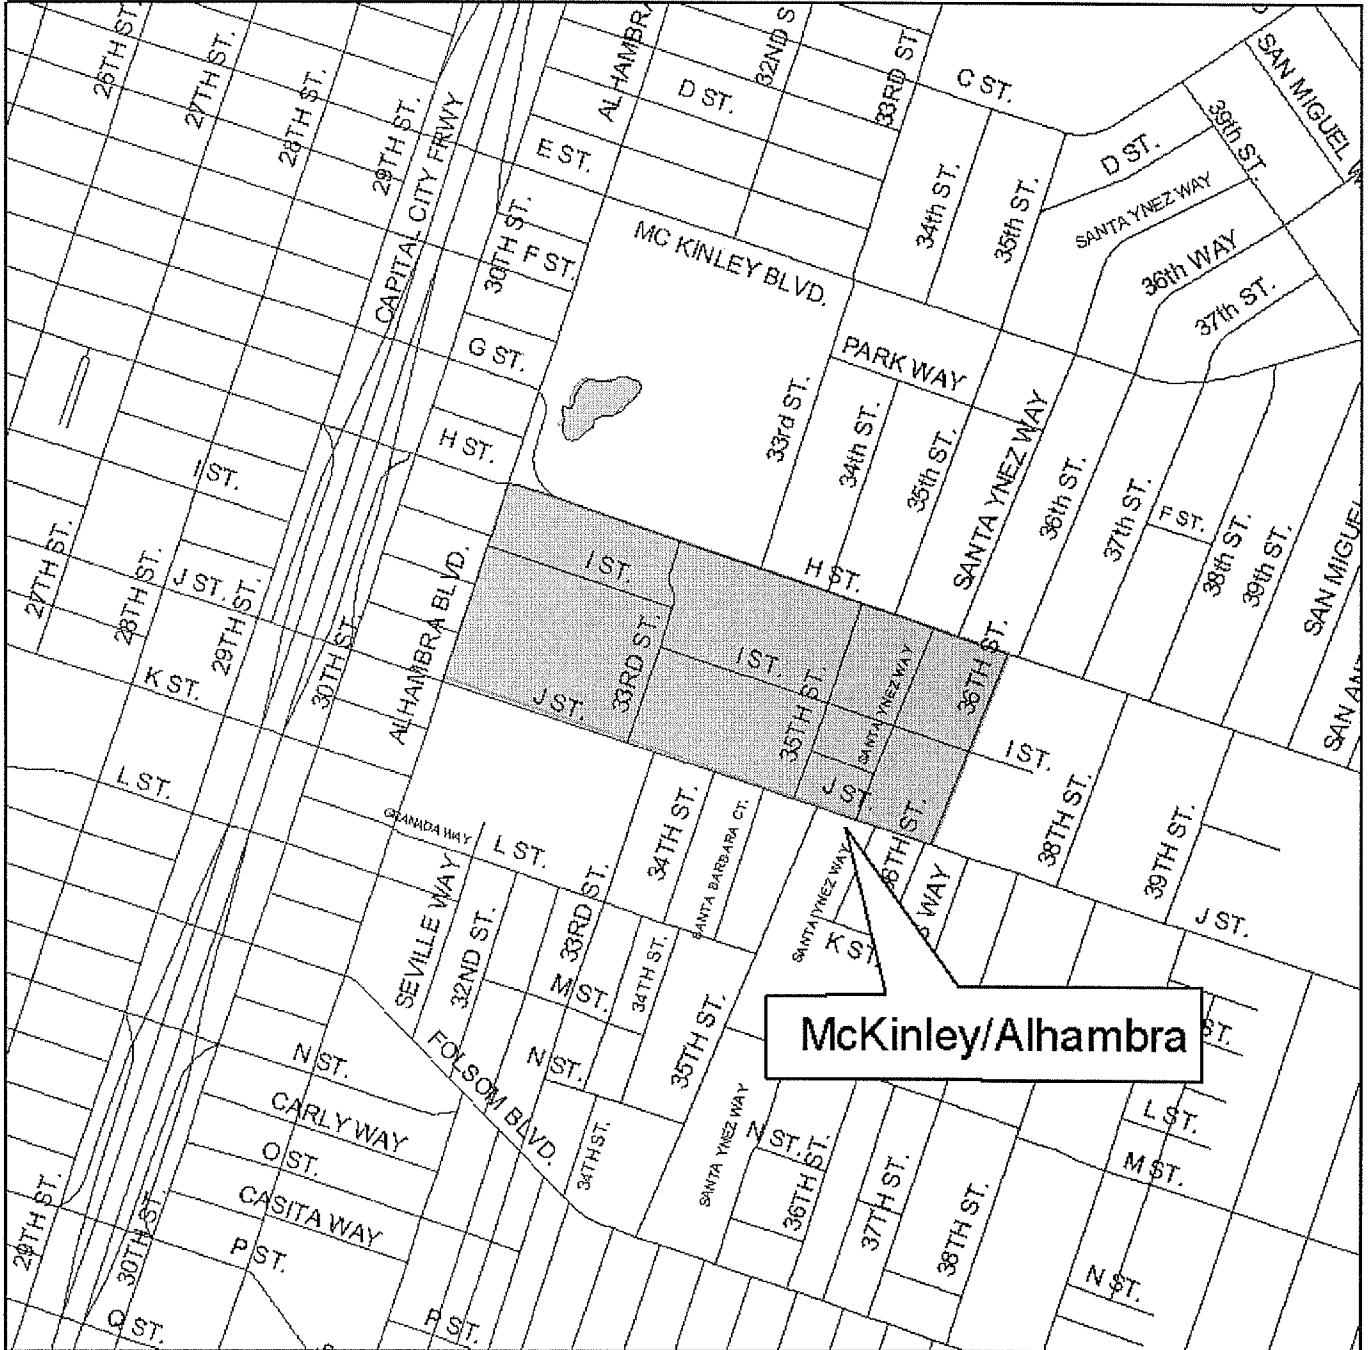 26TH ST.
27TH ST.
28TH ST.
29TH ST.
CAPITAL CITY FRWY
ALHAMBRA
32ND S
33RD ST.
C ST.
D ST.
E ST.
SAN MIGUEL W
39th ST.
D ST.
SANTA YNEZ WAY
34th ST.
35th ST.
36th WAY
37th ST.
30TH ST.
F ST.
MC KINLEY BLVD.
G ST.
PARK WAY
33rd ST.
34th ST.
35th ST.
SANTA YNEZ WAY
36th ST.
37th ST.
F ST.
38th ST.
39th ST.
SAN MIGUEL
H ST.
I ST.
27TH ST.
28TH ST.
J ST.
29TH ST.
30TH ST.
ALHAMBRA BLVD.
K ST.
H ST.
I ST.
33RD ST.
I ST.
35TH ST.
SANTA YNEZ WAY
36TH ST.
J ST.
J ST.
I ST.
36TH ST.
SAN ANT
L ST.
GRANADA WAY
L ST.
SEVILLE WAY
32ND ST.
33RD ST.
34TH ST.
SANTA BARBARA CT.
SANTA YNEZ WAY
K ST
WAY
38TH ST.
39TH ST.
J ST.
M ST.
34TH ST.
35TH ST.
McKinley/Alhambra
ST.
N ST.
FOLSOM BLVD.
N ST.
CARLY WAY
O ST.
CASITA WAY
P ST.
34TH ST.
SANTA YNEZ WAY
N ST.
36TH ST.
37TH ST.
38TH ST.
L ST.
M ST.
N ST.
29TH ST.
30TH ST.
Q ST.
P ST.